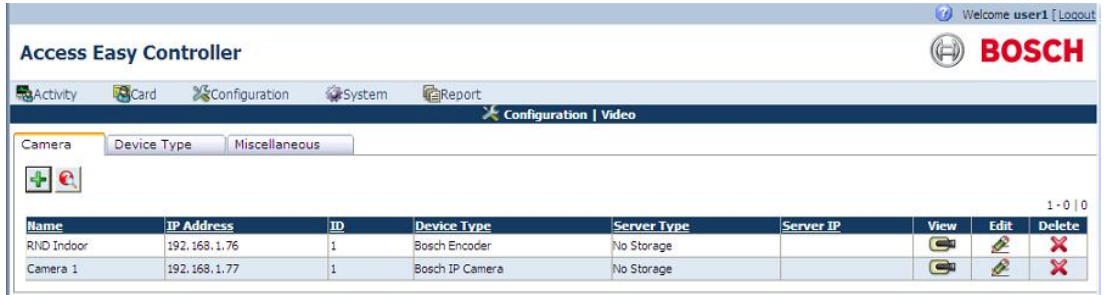 Welcome user1 [ Logout
Access Easy Controller
BOSCH
Activity Card Configuration System Report
Configuration | Video
Camera Device Type Miscellaneous
1 - 0 | 0
Name IP Address ID Device Type Server Type Server IP View Edit Delete
RND Indoor 192.168.1.76 1 Bosch Encoder No Storage
Camera 1 192.168.1.77 1 Bosch IP Camera No Storage